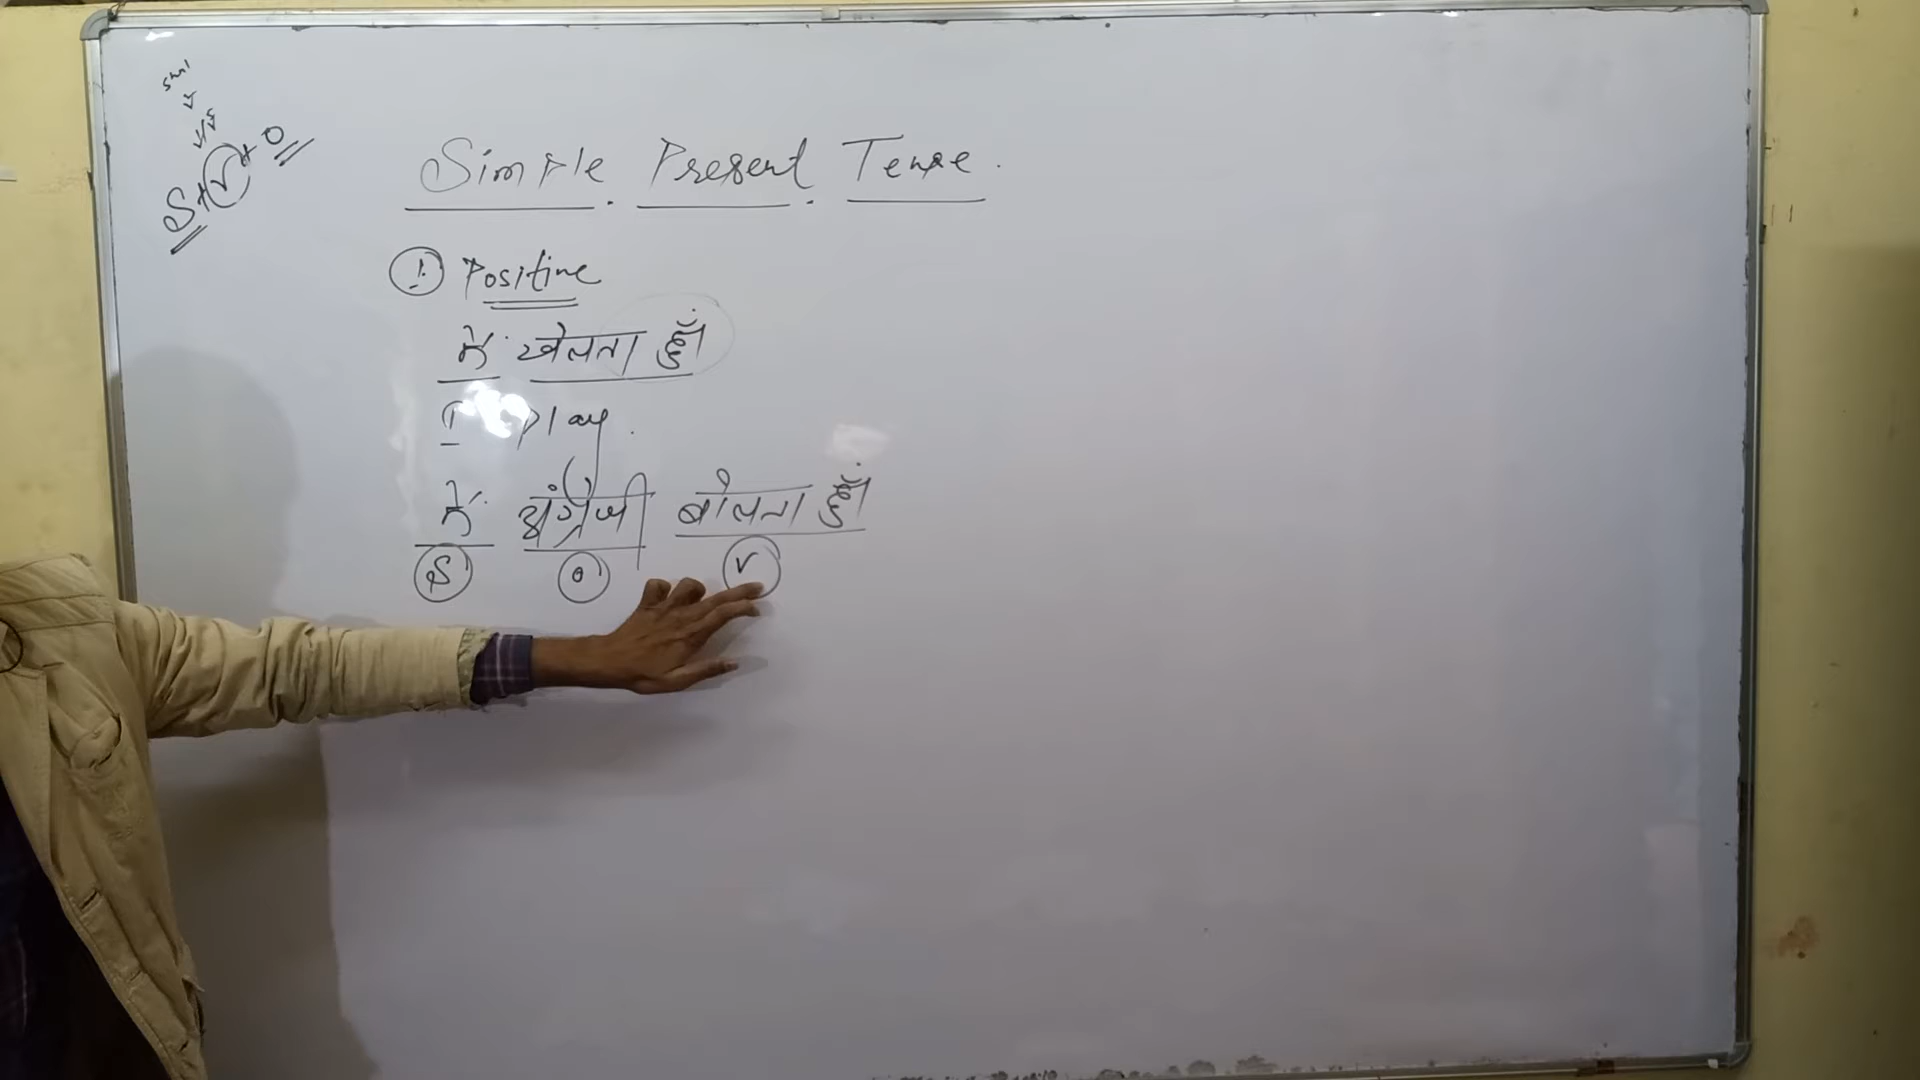 S+V+O
Simple Present Tense.
1. Positive
मैं खेलता हूँ।
I play.
मैं अंग्रेजी बोलता हूँ।
S O V